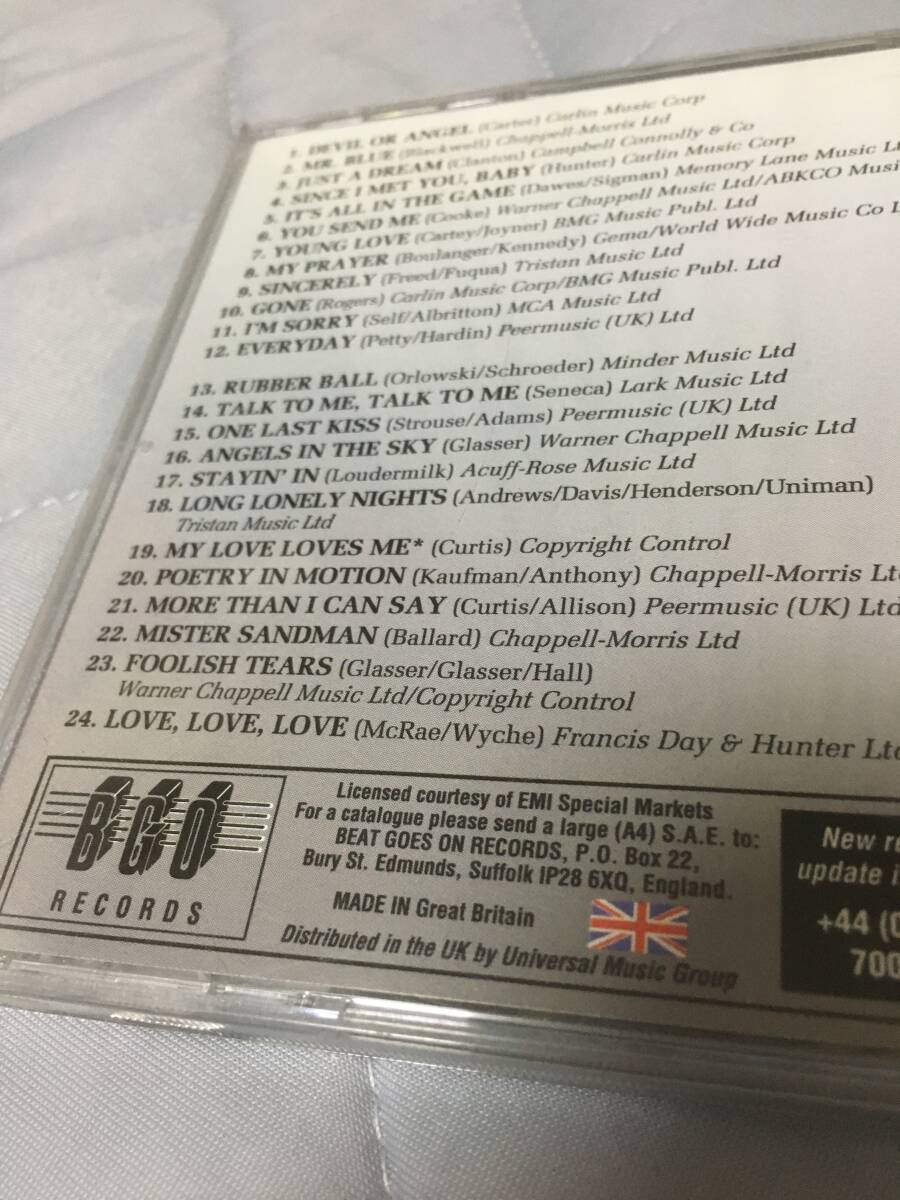 1. DEVIL OR ANGEL (Carter) Carlin Music Corp
2. MR. BLUE (Blackwell) Chappell-Morris Ltd
3. JUST A DREAM (Clanton) Campbell Connolly & Co
4. SINCE I MET YOU, BABY (Hunter) Carlin Music Corp
5. IT'S ALL IN THE GAME (Dawes/Sigman) Memory Lane Music Lt
6. YOU SEND ME (Cooke) Warner Chappell Music Ltd/ABKCO Musi
7. YOUNG LOVE (Cartey/Joyner) BMG Music Publ. Ltd
8. MY PRAYER (Boulanger/Kennedy) Gema/World Wide Music Co L
9. SINCERELY (Freed/Fuqua) Tristan Music Ltd
10. GONE (Rogers) Carlin Music Corp/BMG Music Publ. Ltd
11. I'M SORRY (Self/Albritton) MCA Music Ltd
12. EVERYDAY (Petty/Hardin) Peermusic (UK) Ltd
13. RUBBER BALL (Orlowski/Schroeder) Minder Music Ltd
14. TALK TO ME, TALK TO ME (Seneca) Lark Music Ltd
15. ONE LAST KISS (Strouse/Adams) Peermusic (UK) Ltd
16. ANGELS IN THE SKY (Glasser) Warner Chappell Music Ltd
17. STAYIN' IN (Loudermilk) Acuff-Rose Music Ltd
18. LONG LONELY NIGHTS (Andrews/Davis/Henderson/Uniman)
Tristan Music Ltd
19. MY LOVE LOVES ME* (Curtis) Copyright Control
20. POETRY IN MOTION (Kaufman/Anthony) Chappell-Morris Lt
21. MORE THAN I CAN SAY (Curtis/Allison) Peermusic (UK) Ltd
22. MISTER SANDMAN (Ballard) Chappell-Morris Ltd
23. FOOLISH TEARS (Glasser/Glasser/Hall)
Warner Chappell Music Ltd/Copyright Control
24. LOVE, LOVE, LOVE (McRae/Wyche) Francis Day & Hunter Ltd
BGO
RECORDS
Licensed courtesy of EMI Special Markets
For a catalogue please send a large (A4) S.A.E. to:
BEAT GOES ON RECORDS, P.O. Box 22,
Bury St. Edmunds, Suffolk IP28 6XQ, England.
MADE IN Great Britain
Distributed in the UK by Universal Music Group
New re
update i
+44 (0
700